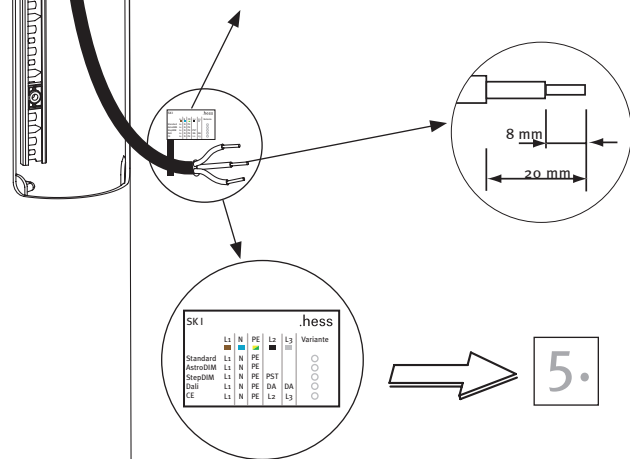 8 mm
20 mm
SK I .hess
L1 N PE L2 L3 Variante
Standard L1 N PE
AstroDIM L1 N PE
StepDIM L1 N PE PST
Dali L1 N PE DA DA
CE L1 N PE L2 L3
5.